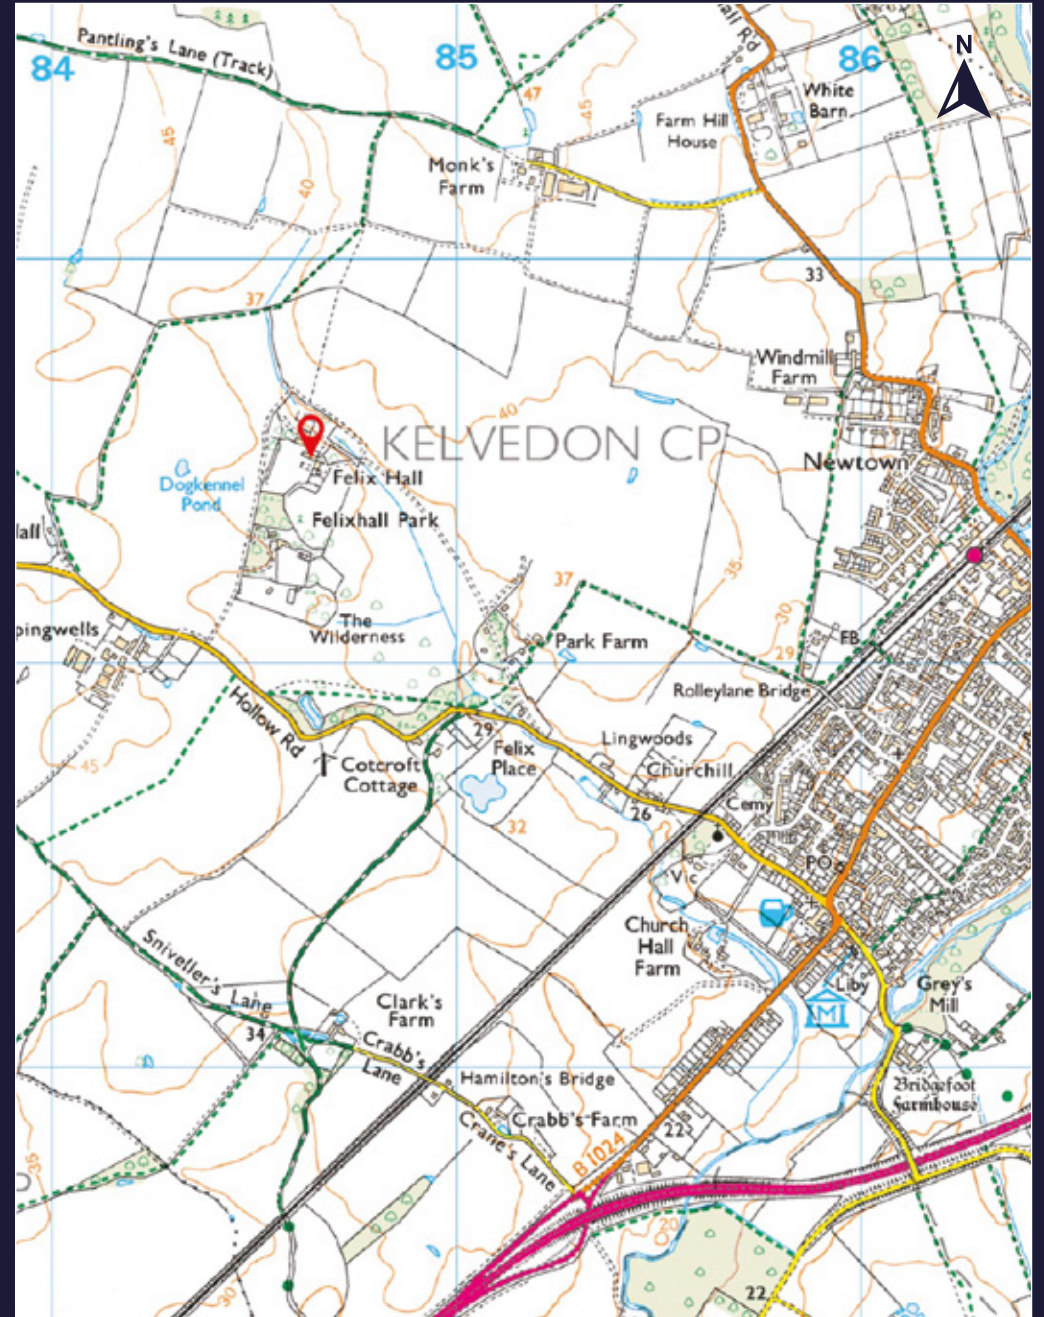 Pantling's Lane (Track)
84
85
86
N
47
45
45
40
White
Barn
Farm Hill
House
Monk's
Farm
33
37
Windmill
Farm
40
KELVEDON CP
Newtown
Felix Hall
Dogkennel
Pond
Felixhall Park
35
37
30
29
FB
The
Wilderness
Park Farm
Rolleylane Bridge
Hollow Rd
29
Felix
Place
Lingwoods
Churchill
45
Cotcroft
Cottage
32
26
Cemy
PO
Vic
Church
Hall
Farm
Sniveller's Lane
Liby
Grey's
Mill
M
34
Clark's
Farm
Crabb's
Lane
Hamilton's Bridge
Crabb's Farm
Crane's Lane
Bridgefoot
Farmhouse
22
B 1024
35
20
30
22